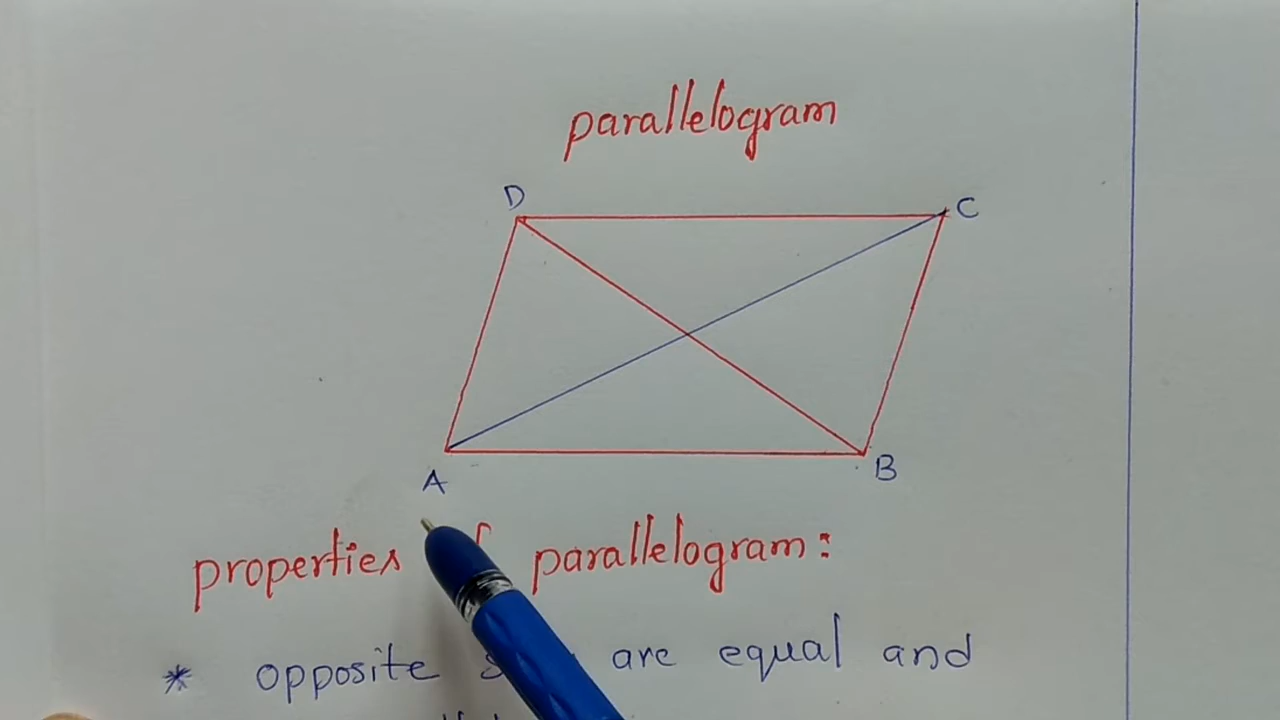 parallelogram
D
C
A
B
properties parallelogram:
* opposite are equal and